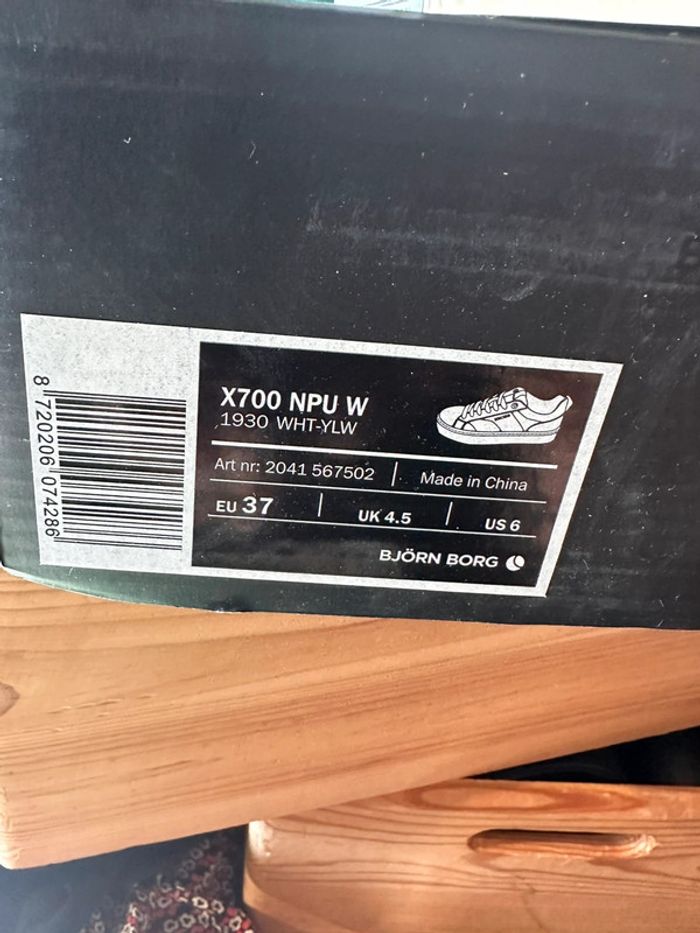 X700 NPU W
1930 WHT-YLW
Art nr: 2041 567502 | Made in China
EU 37 | UK 4.5 | US 6
BJÖRN BORG
8 720206 074286